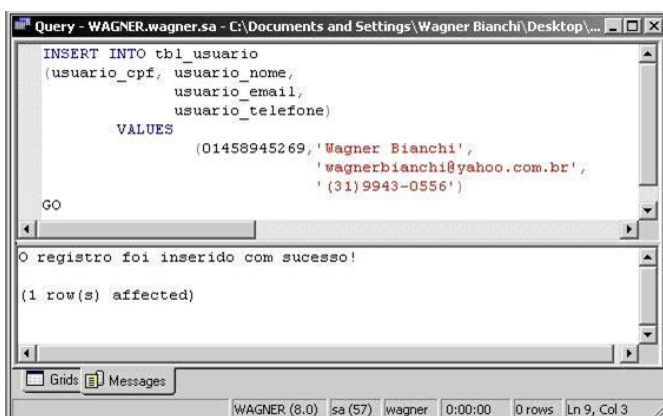 Query - WAGNER.wagner.sa - C:\Documents and Settings\Wagner Bianchi\Desktop\...
INSERT INTO tbl_usuario
(usuario_cpf, usuario_nome,
usuario_email,
usuario_telefone)
VALUES
(01458945269,'Wagner Bianchi',
'wagnerbianchi@yahoo.com.br',
'(31)9943-0556')
GO
O registro foi inserido com sucesso!
(1 row(s) affected)
Grids Messages
WAGNER (8.0) sa (57) wagner 0:00:00 0 rows Ln 9, Col 3